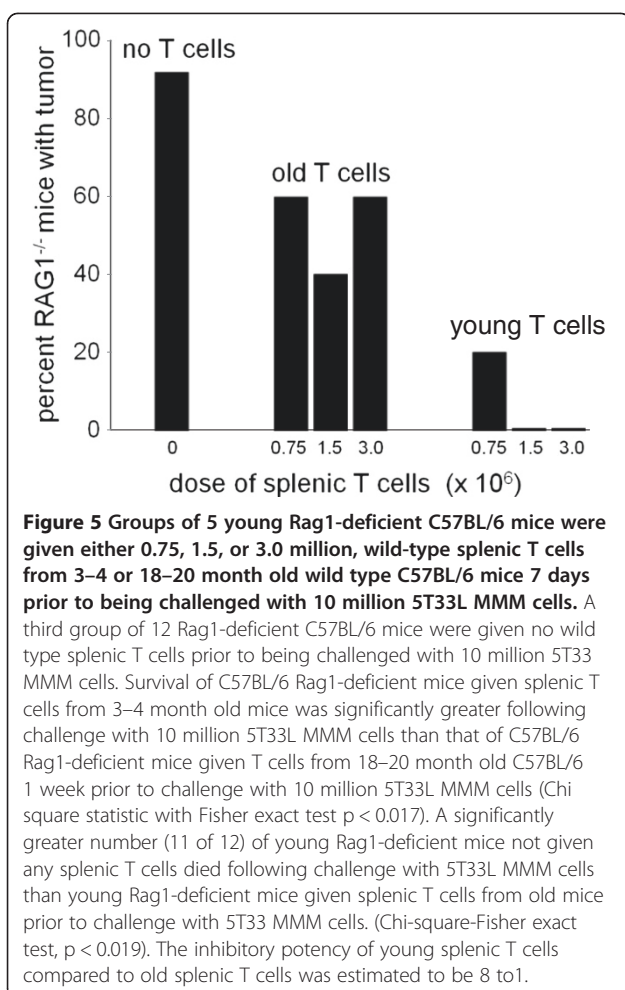 100
no T cells
80
old T cells
60
40
young T cells
20
0
percent RAG1-/- mice with tumor
0 0.75 1.5 3.0 0.75 1.5 3.0
dose of splenic T cells (x 10⁶)
Figure 5 Groups of 5 young Rag1-deficient C57BL/6 mice were
given either 0.75, 1.5, or 3.0 million, wild-type splenic T cells
from 3–4 or 18–20 month old wild type C57BL/6 mice 7 days
prior to being challenged with 10 million 5T33L MMM cells. A
third group of 12 Rag1-deficient C57BL/6 mice were given no wild
type splenic T cells prior to being challenged with 10 million 5T33
MMM cells. Survival of C57BL/6 Rag1-deficient mice given splenic T
cells from 3–4 month old mice was significantly greater following
challenge with 10 million 5T33L MMM cells than that of C57BL/6
Rag1-deficient mice given T cells from 18–20 month old C57BL/6
1 week prior to challenge with 10 million 5T33L MMM cells (Chi
square statistic with Fisher exact test p < 0.017). A significantly
greater number (11 of 12) of young Rag1-deficient mice not given
any splenic T cells died following challenge with 5T33L MMM cells
than young Rag1-deficient mice given splenic T cells from old mice
prior to challenge with 5T33 MMM cells. (Chi-square-Fisher exact
test, p < 0.019). The inhibitory potency of young splenic T cells
compared to old splenic T cells was estimated to be 8 to1.